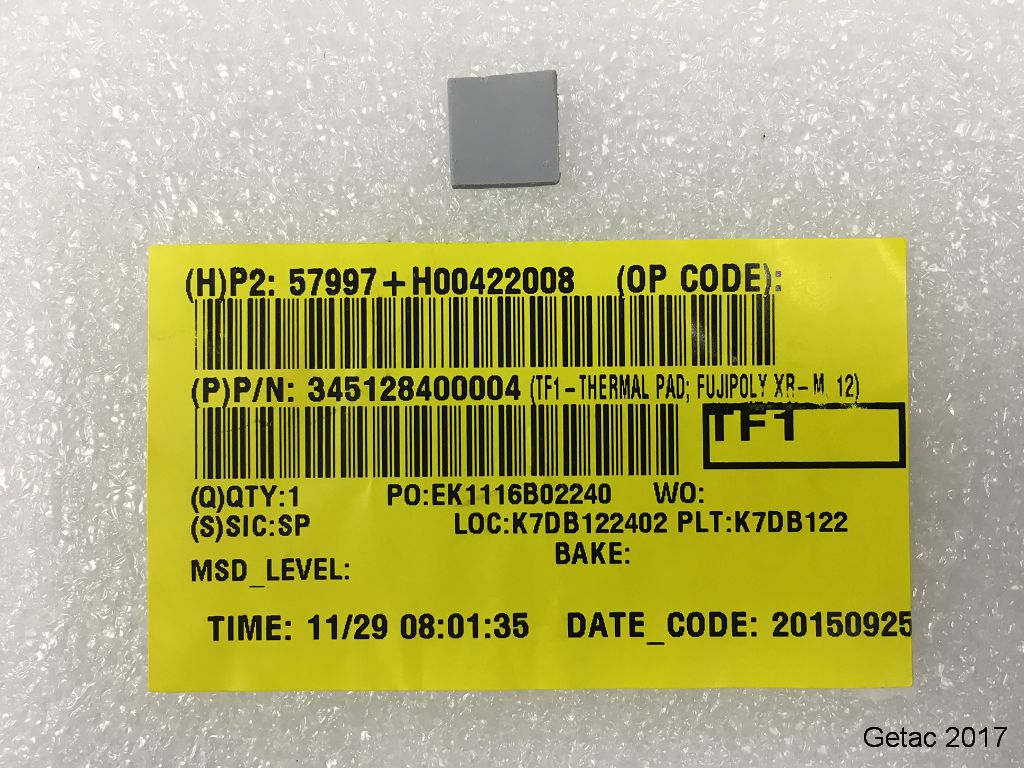 (H)P2: 57997+H00422008 (OP CODE):
(P)P/N: 345128400004 (TF1-THERMAL PAD; FUJIPOLY XR-M, 12)
TF1
(Q)QTY:1 PO:EK1116B02240 WO:
(S)SIC:SP LOC:K7DB122402 PLT:K7DB122
BAKE:
MSD_LEVEL:
TIME: 11/29 08:01:35 DATE_CODE: 20150925
Getac 2017